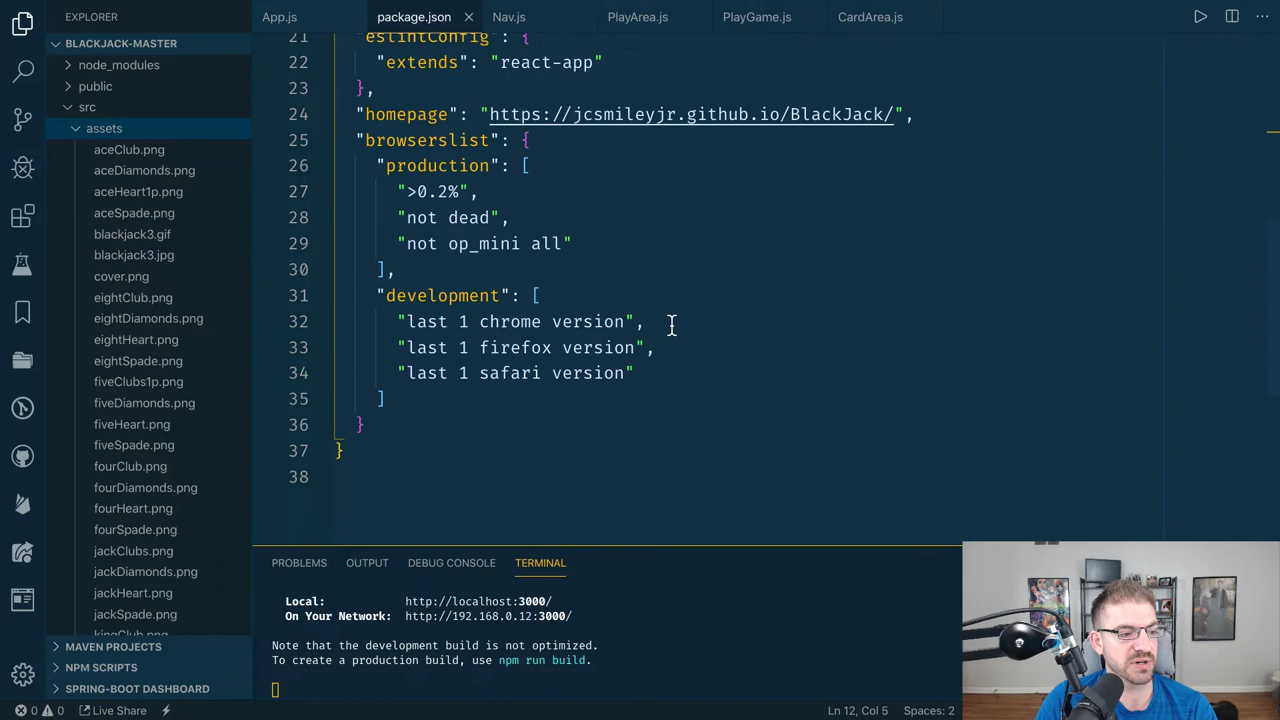 EXPLORER
App.js
package.json
Nav.js
PlayArea.js
PlayGame.js
CardArea.js
BLACKJACK-MASTER
node_modules
public
src
assets
aceClub.png
aceDiamonds.png
aceHeart1p.png
aceSpade.png
blackjack3.gif
blackjack3.jpg
cover.png
eightClub.png
eightDiamonds.png
eightHeart.png
eightSpade.png
fiveClubs1p.png
fiveDiamonds.png
fiveHeart.png
fiveSpade.png
fourClub.png
fourDiamonds.png
fourHeart.png
fourSpade.png
jackClubs.png
jackDiamonds.png
jackHeart.png
jackSpade.png
kingClub.png
MAVEN PROJECTS
NPM SCRIPTS
SPRING-BOOT DASHBOARD
21 "eslintConfig": {
22 "extends": "react-app"
23 },
24 "homepage": "https://jcsmileyjr.github.io/BlackJack/",
25 "browserslist": {
26 "production": [
27 ">0.2%",
28 "not dead",
29 "not op_mini all"
30 ],
31 "development": [
32 "last 1 chrome version",
33 "last 1 firefox version",
34 "last 1 safari version"
35 ]
36 }
37 }
38
PROBLEMS OUTPUT DEBUG CONSOLE TERMINAL
Local: http://localhost:3000/
On Your Network: http://192.168.0.12:3000/
Note that the development build is not optimized.
To create a production build, use npm run build.
0 0 Live Share
Ln 12, Col 5 Spaces: 2